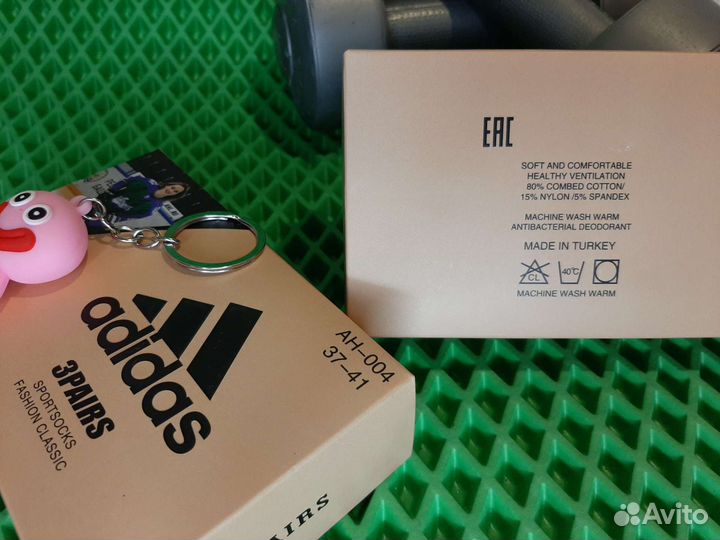 EAC
SOFT AND COMFORTABLE
HEALTHY VENTILATION
80% COMBED COTTON/
15% NYLON /5% SPANDEX
MACHINE WASH WARM
ANTIBACTERIAL DEODORANT
MADE IN TURKEY
CL 40°C
MACHINE WASH WARM
adidas
3PAIRS
SPORTSOCKS
FASHION CLASSIC
AH-004
37-41
AIRS
Avito